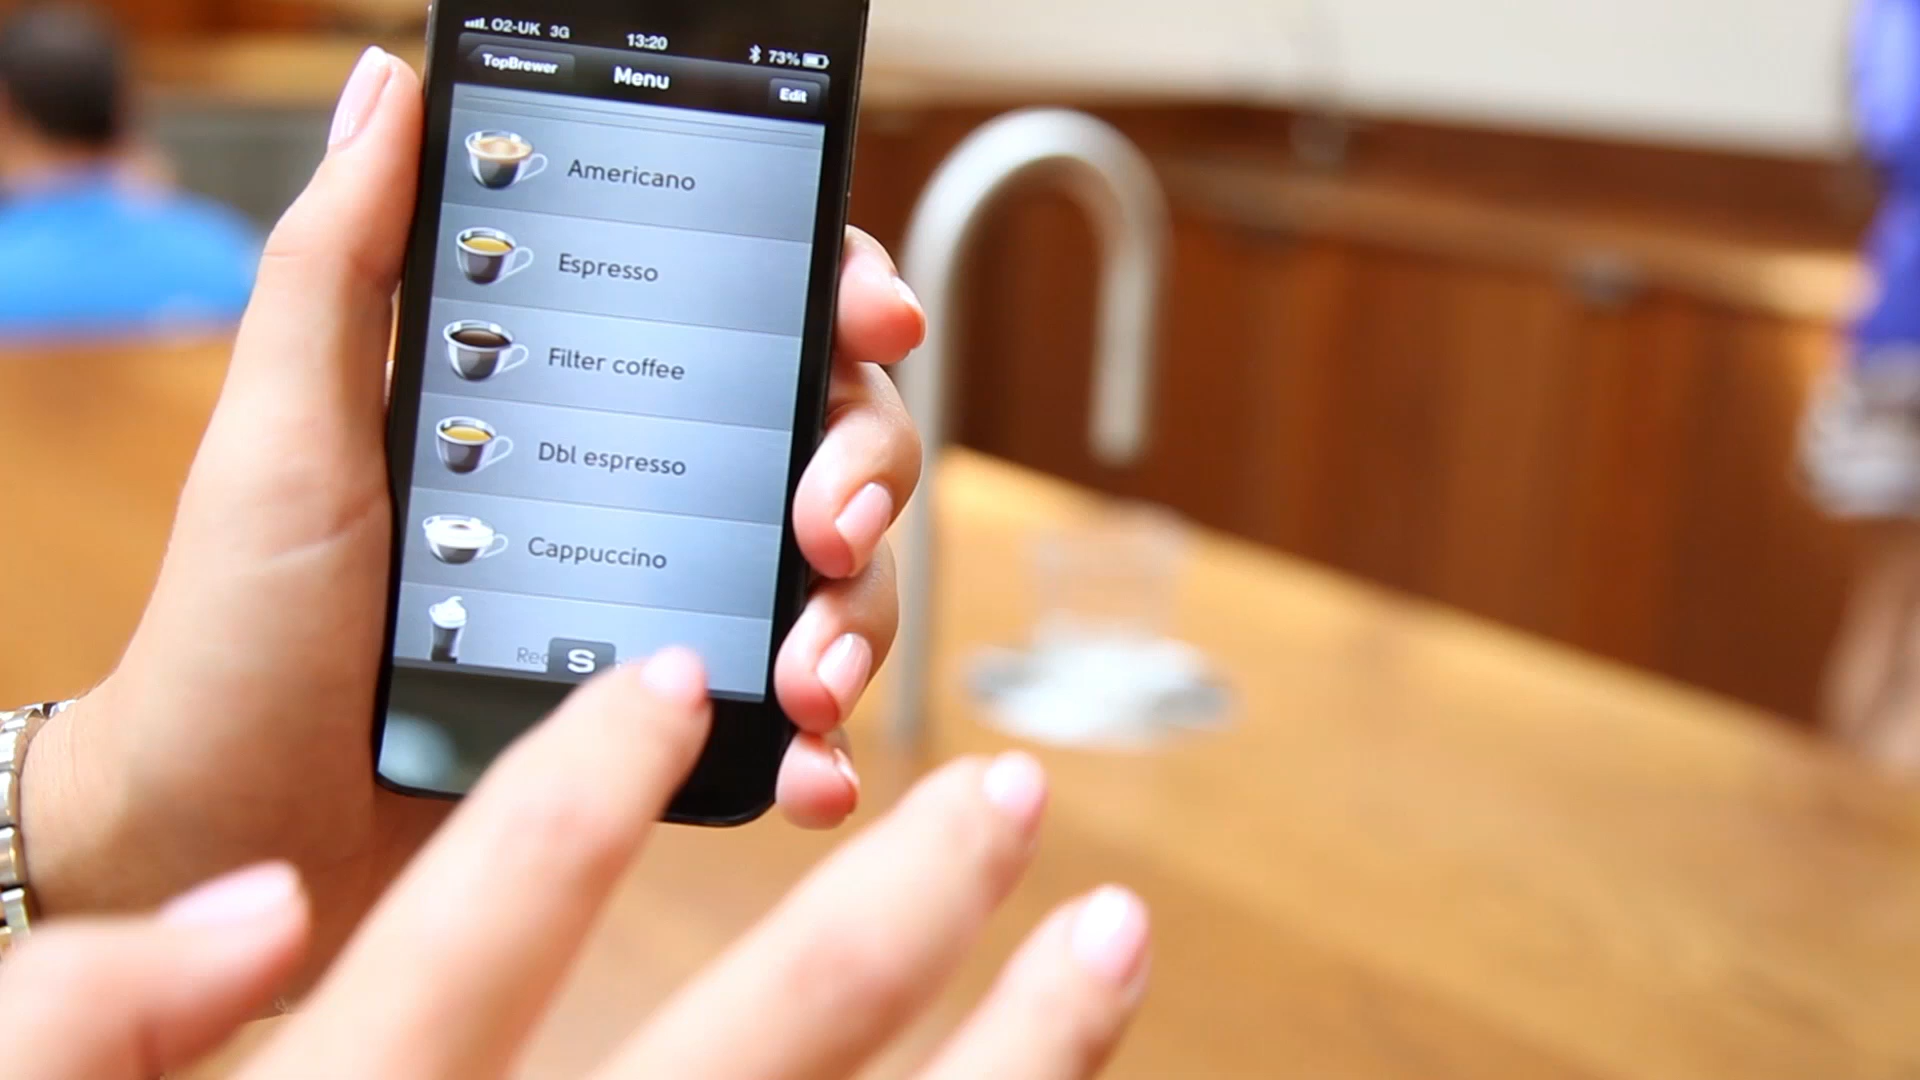 O2-UK 3G 13:20 73%
TopBrewer Menu Edit
Americano
Espresso
Filter coffee
Dbl espresso
Cappuccino
S